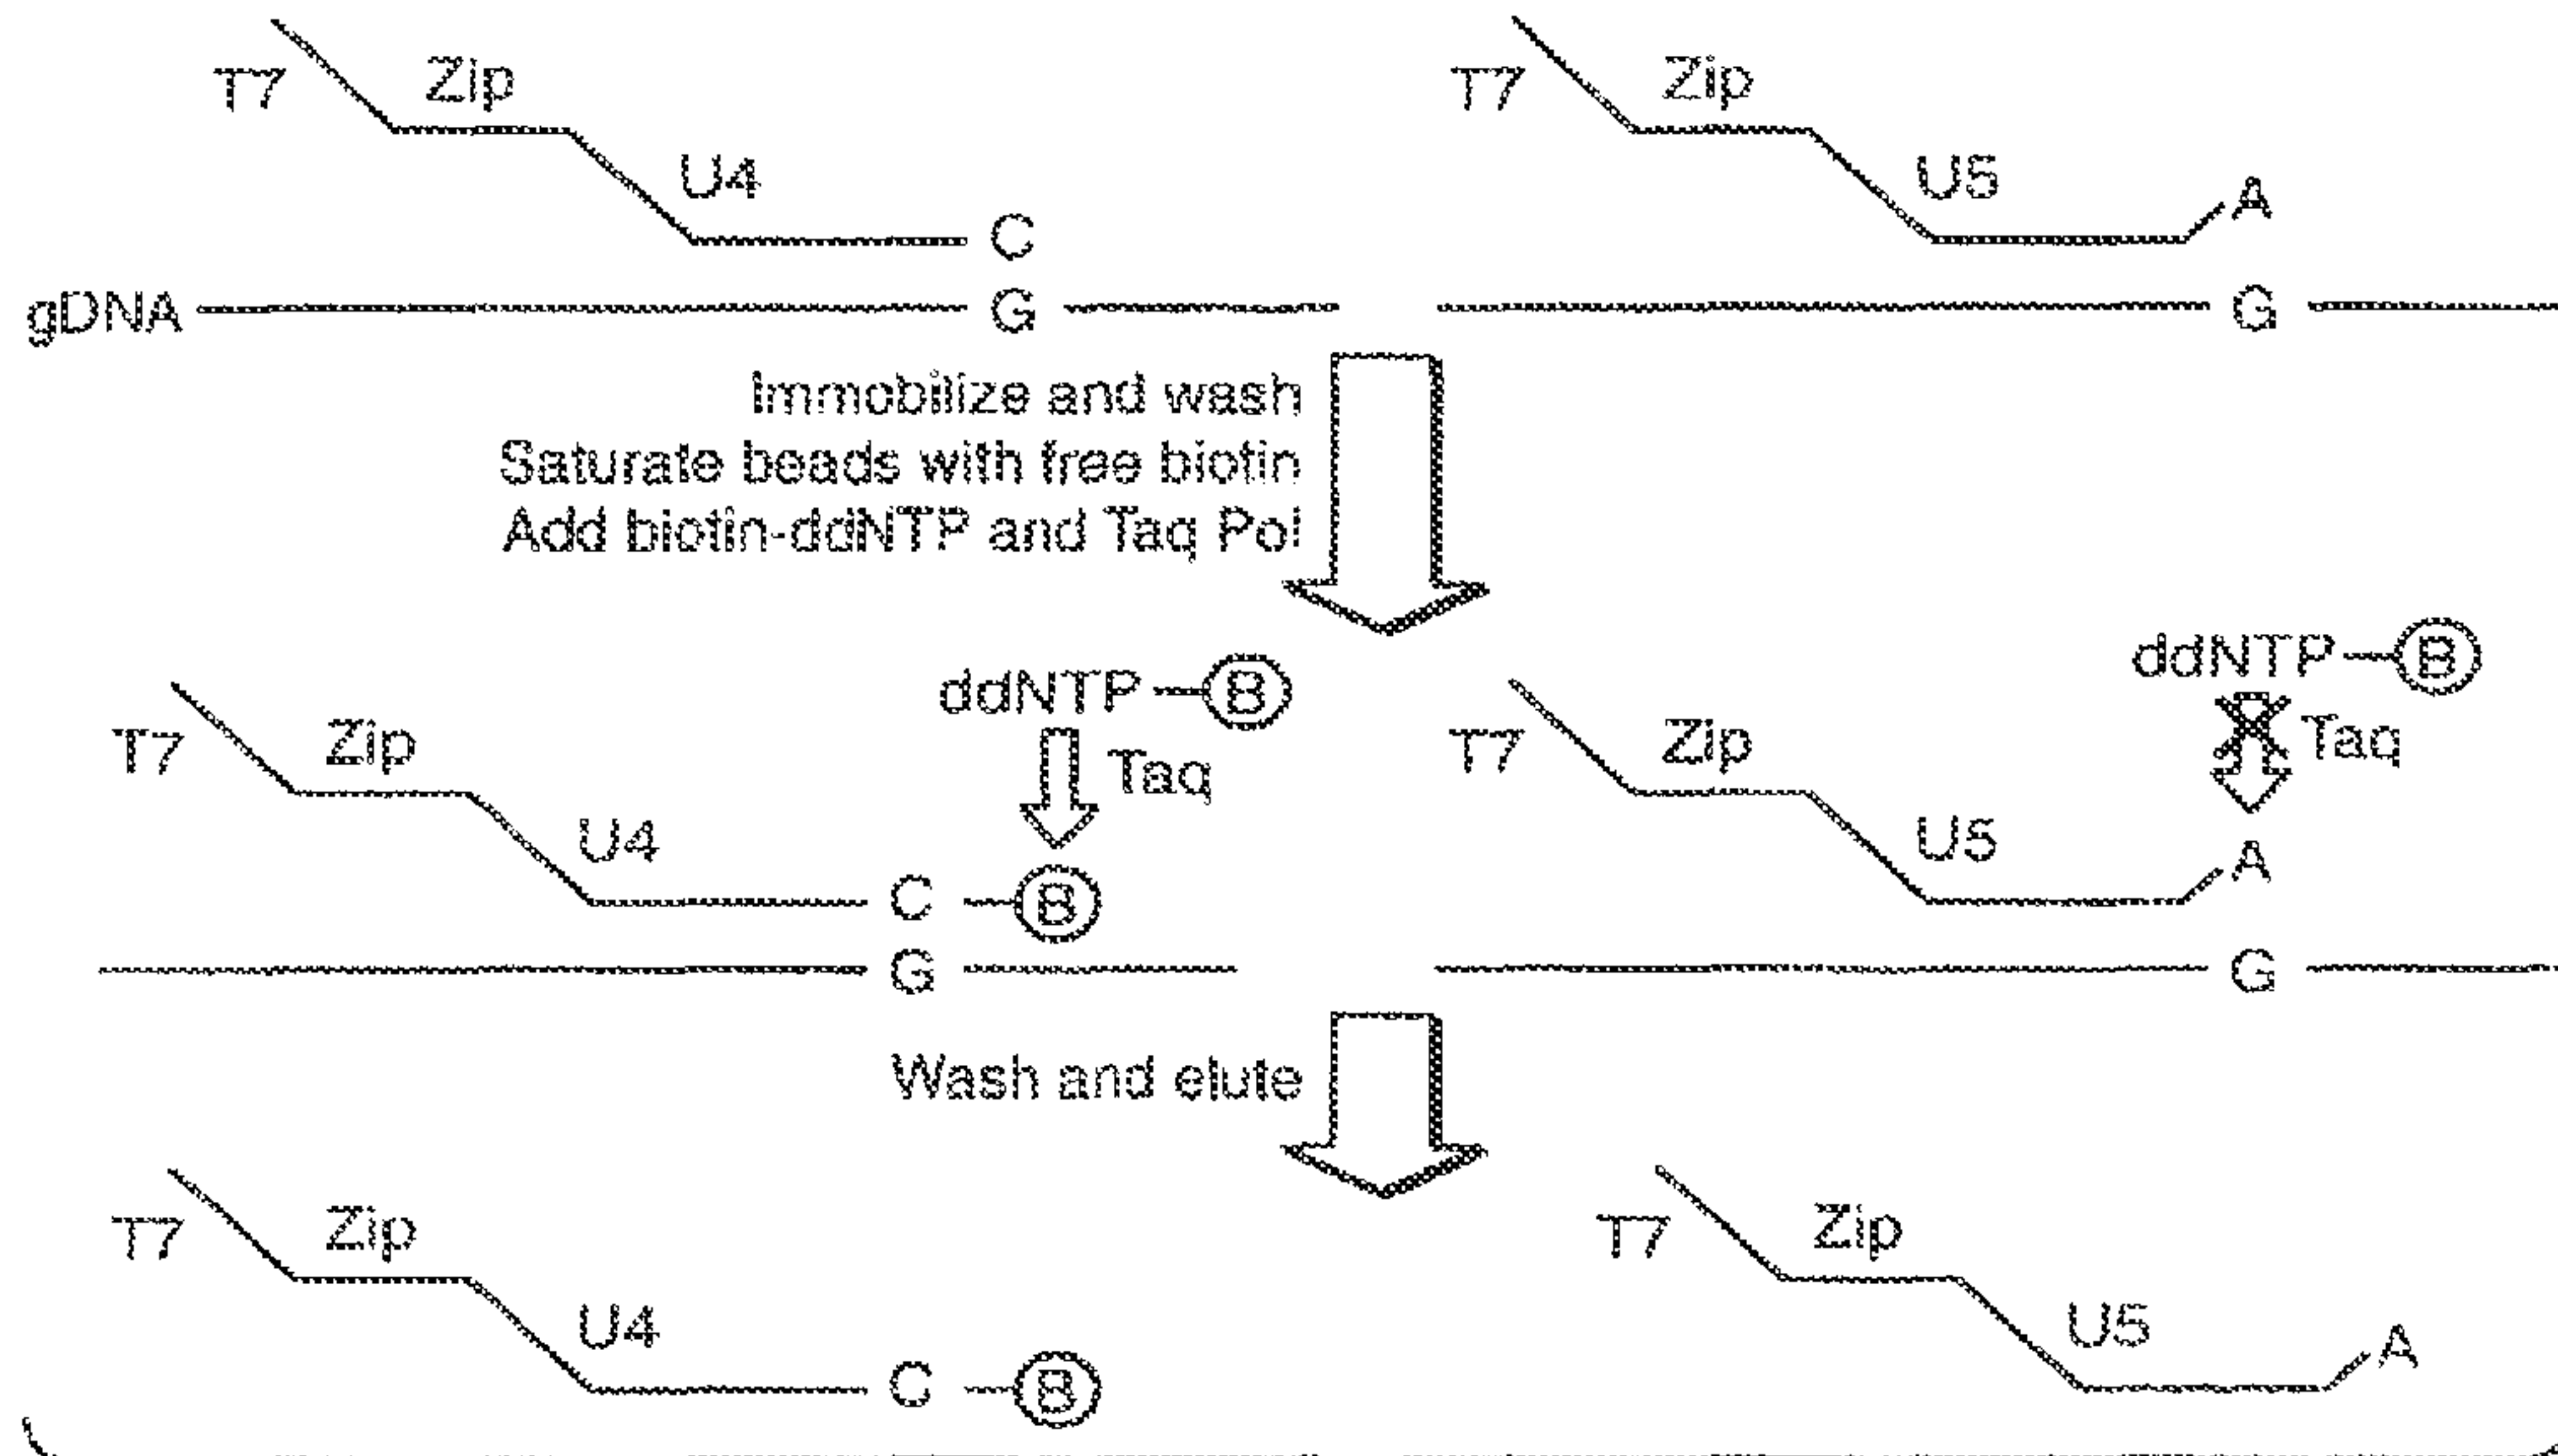 T7 Zip T7 Zip
U4 U5
C A
gDNA G G
Immobilize and wash
Saturate beads with free biotin
Add biotin-ddNTP and Taq Pol
ddNTP B ddNTP B
T7 Zip Taq T7 Zip Taq
U4 U5
C B A
G G
Wash and elute
T7 Zip T7 Zip
U4 U5
C B A